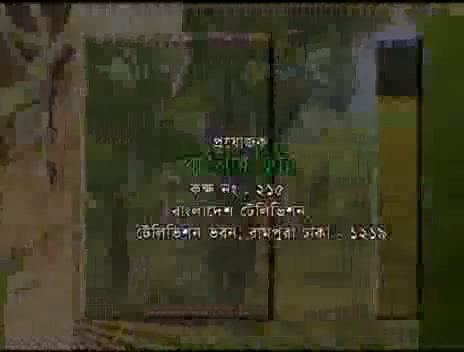 প্রযোজক
বাংলার কৃষি
কক্ষ নং - ২১৫
বাংলাদেশ টেলিভিশন,
টেলিভিশন ভবন, রামপুরা ঢাকা - ১২১৯